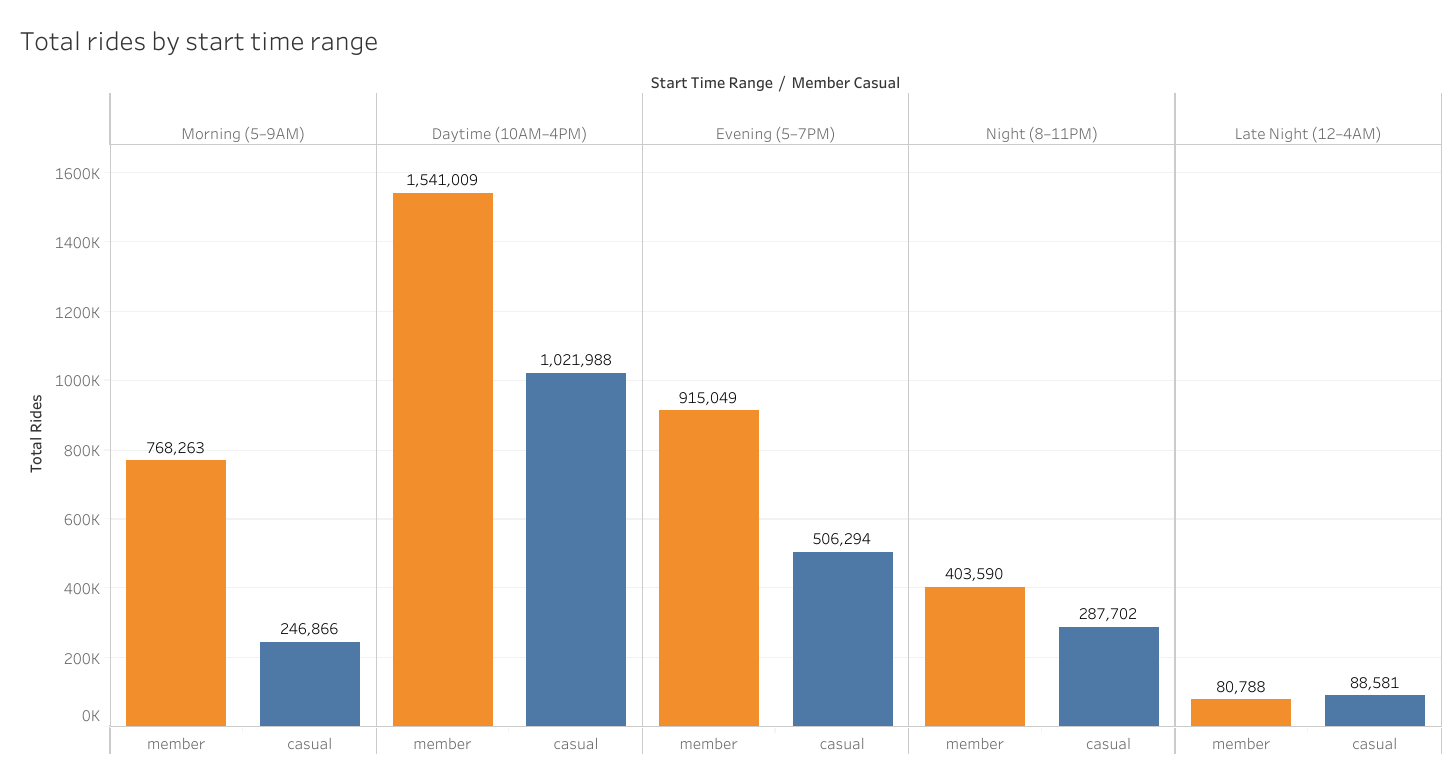 Total rides by start time range
Start Time Range / Member Casual
Morning (5–9AM) Daytime (10AM–4PM) Evening (5–7PM) Night (8–11PM) Late Night (12–4AM)
Total Rides
1600K
1400K
1200K
1000K
800K
600K
400K
200K
0K
768,263
246,866
1,541,009
1,021,988
915,049
506,294
403,590
287,702
80,788
88,581
member casual member casual member casual member casual member casual